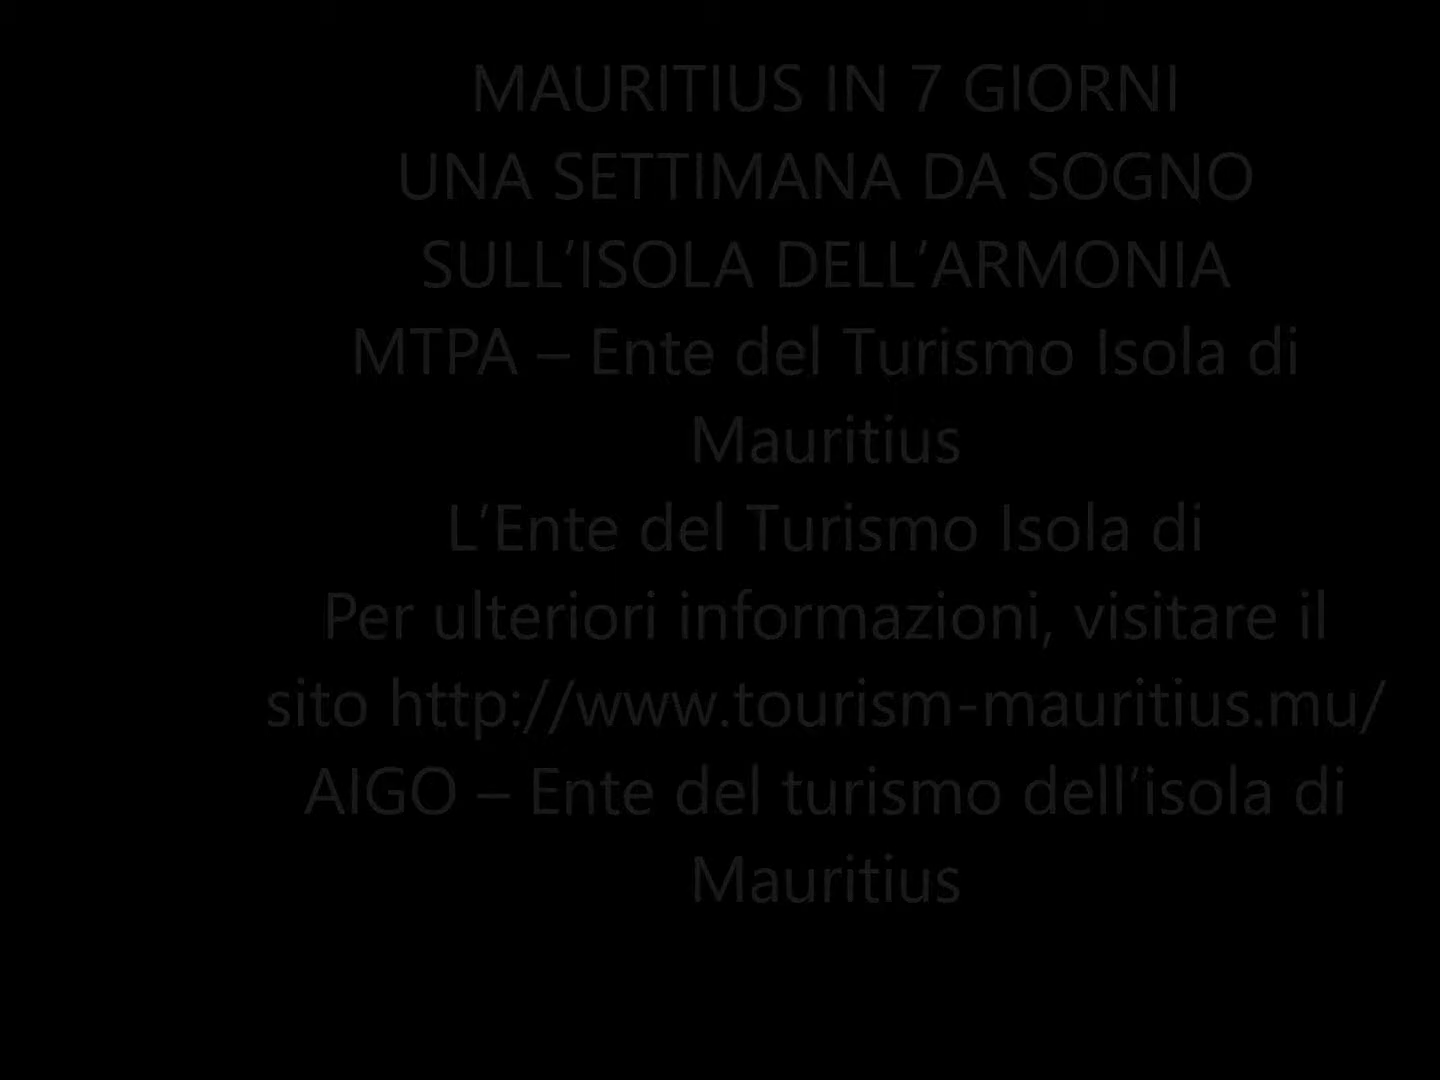 MAURITIUS IN 7 GIORNI
UNA SETTIMANA DA SOGNO
SULL’ISOLA DELL’ARMONIA
MTPA – Ente del Turismo Isola di
Mauritius
L’Ente del Turismo Isola di
Per ulteriori informazioni, visitare il
sito http://www.tourism-mauritius.mu/
AIGO – Ente del turismo dell’isola di
Mauritius